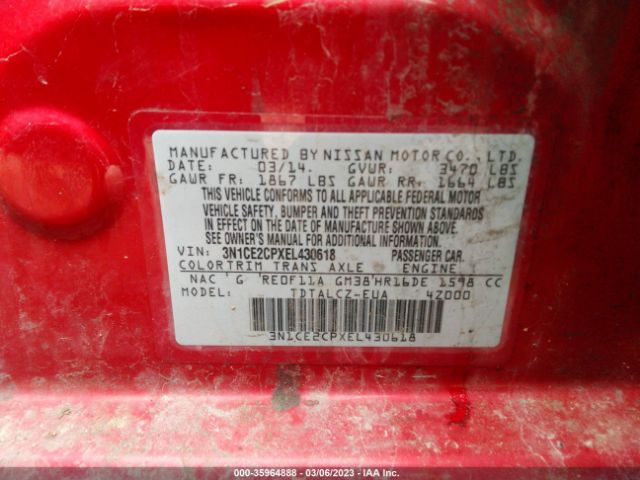 MANUFACTURED BY NISSAN MOTOR CO., LTD.
DATE: 03/14. GVWR: 3470 LBS
GAWR FR: 1867 LBS GAWR RR: 1664 LBS
THIS VEHICLE CONFORMS TO ALL APPLICABLE FEDERAL MOTOR
VEHICLE SAFETY, BUMPER AND THEFT PREVENTION STANDARDS
IN EFFECT ON THE DATE OF MANUFACTURE SHOWN ABOVE.
SEE OWNER'S MANUAL FOR ADDITIONAL INFORMATION
VIN: 3N1CE2CPXEL430618 PASSENGER CAR.
COLOR TRIM TRANS AXLE ENGINE
NAC G RE0F11A GM38 HR16DE 1598 CC
MODEL: TDTALCZ-EUA 4Z000
3N1CE2CPXEL430618
000-35964888 - 03/06/2023 - IAA Inc.